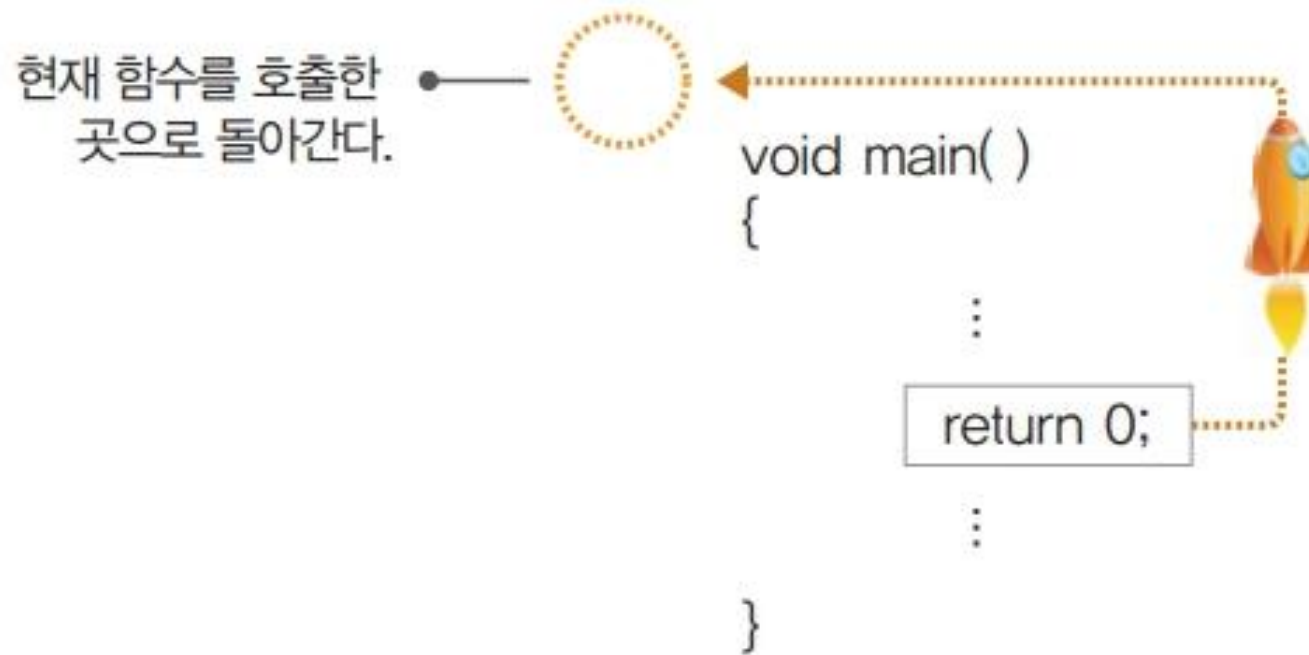 현재 함수를 호출한
곳으로 돌아간다.
void main( )
{
⋮
return 0;
⋮
}